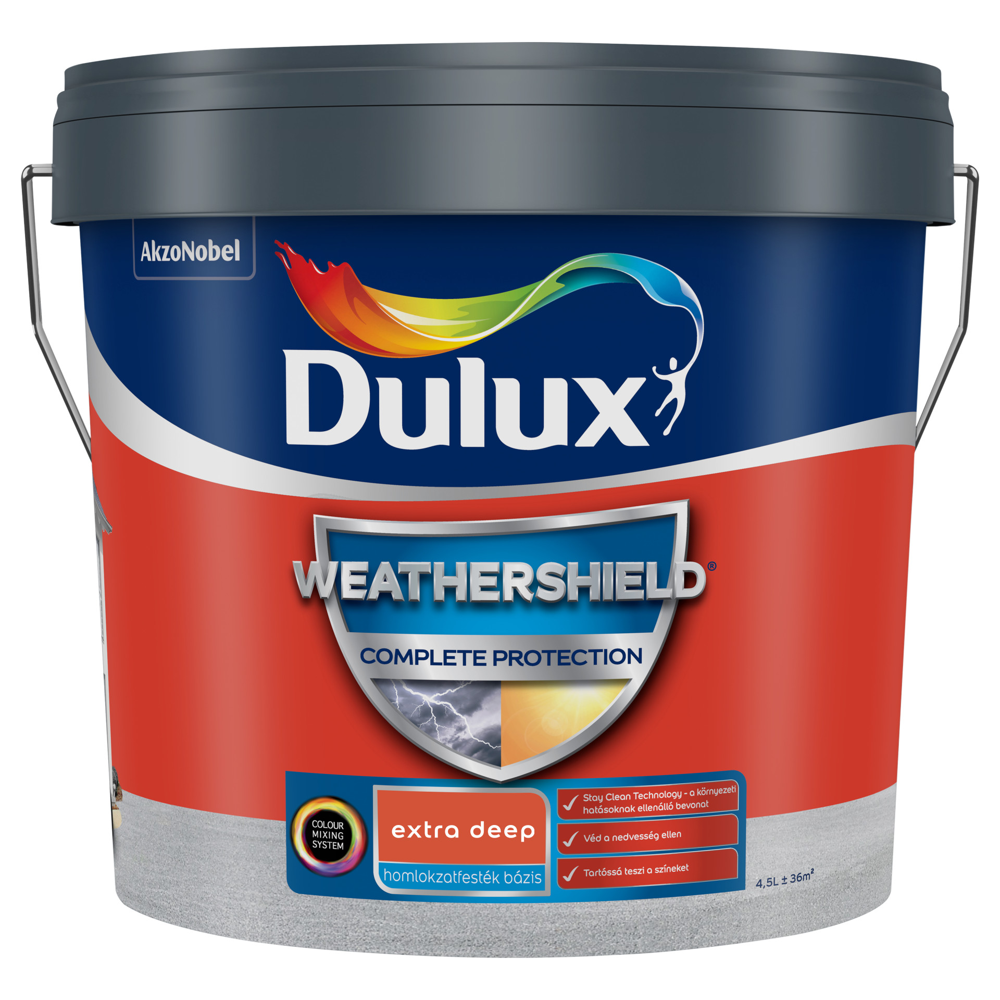 AkzoNobel
Dulux
WEATHERSHIELD®
COMPLETE PROTECTION
COLOUR
MIXING
SYSTEM
extra deep
homlokzatfesték bázis
Stay Clean Technology - a környezeti
hatásoknak ellenálló bevonat
Véd a nedvesség ellen
Tartóssá teszi a színeket
4,5L ± 36m²